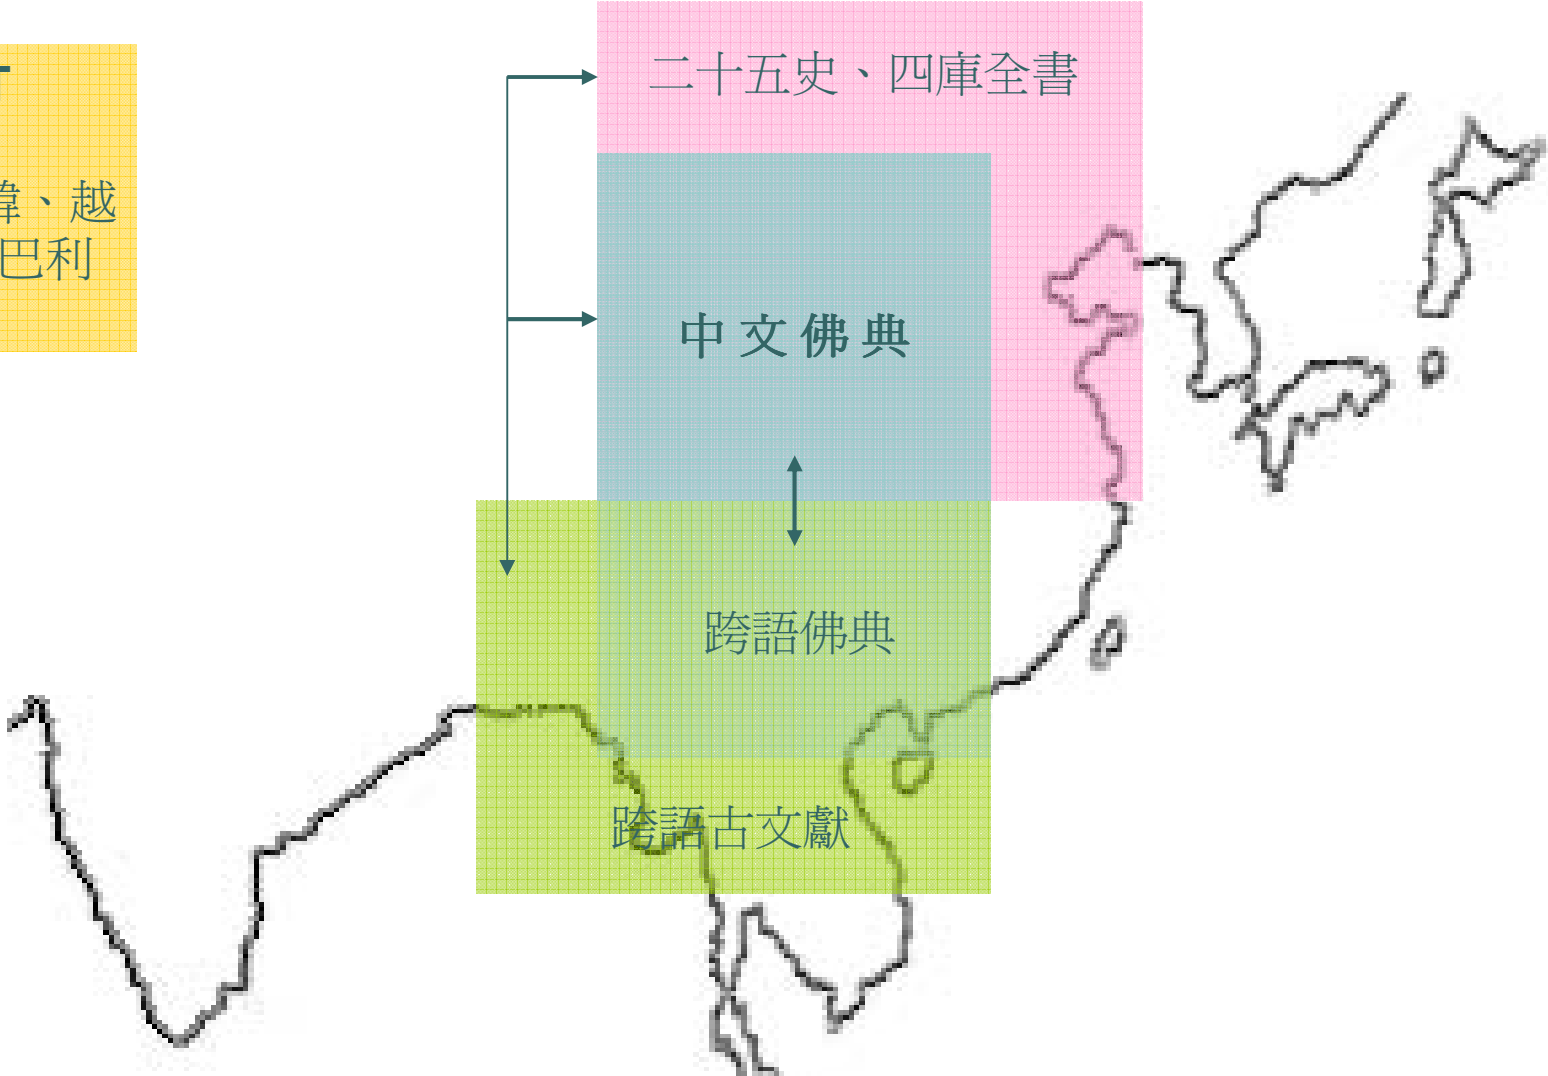 二十五史、四庫全書
韋、越
巴利
中文佛典
跨語佛典
跨語古文獻